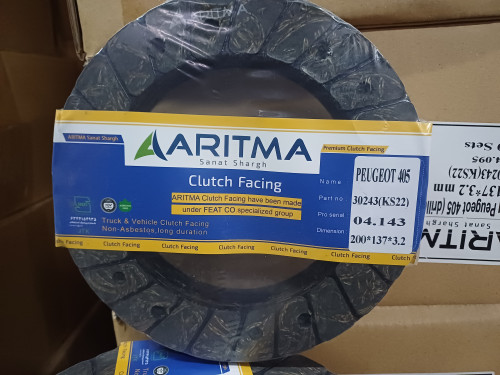 ARITMA Sanat Shargh
ARITMA
Sanat Shargh
Premium Clutch Facing
Clutch Facing
ARITMA Clutch Facing have been made
under FEAT CO specialized group
Truck & Vehicle Clutch Facing
Non-Asbestos, long duration
Name PEUGEOT 405
Part no 30243(KS22)
Pro serial 04.143
Dimension 200*137*3.2
Clutch Facing Clutch Facing Clutch Facing Clutch Facing Clutch Facing Clutch Facing
Sets
.095
0243(KS22)
137*3.2 mm
Peugeot 405 (drill
ARITMA
Sanat Shargh